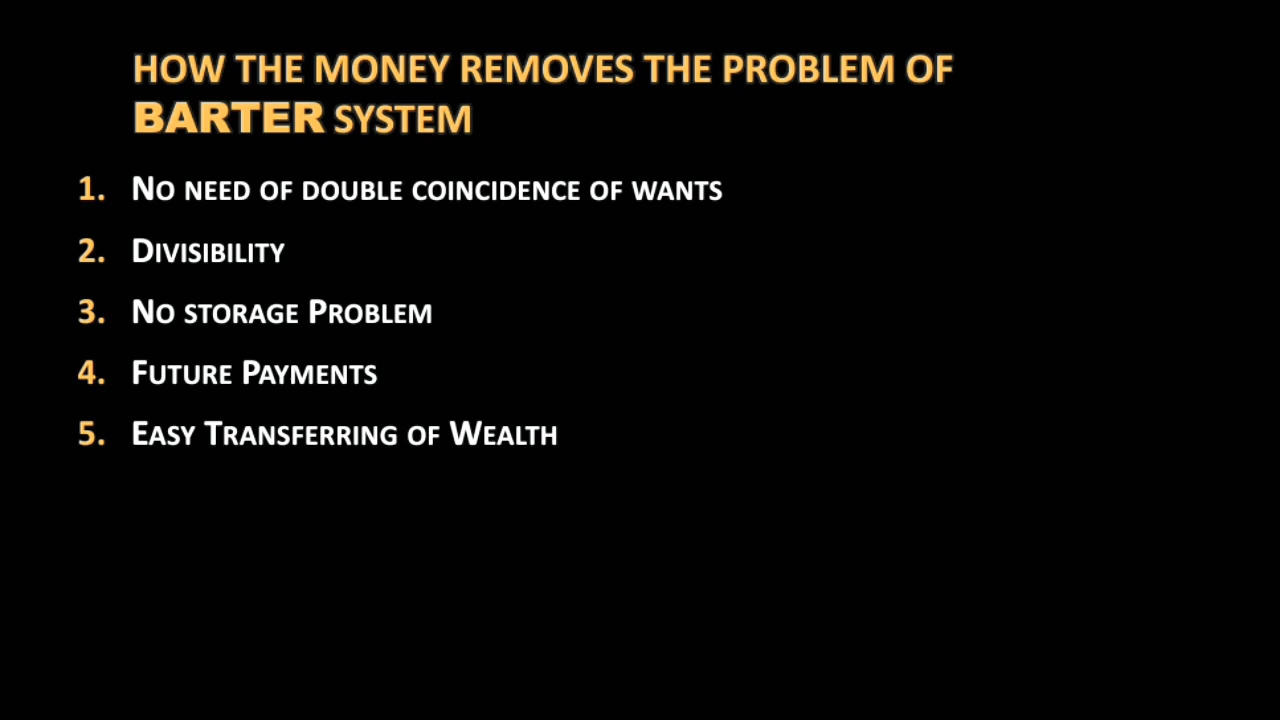 HOW THE MONEY REMOVES THE PROBLEM OF
BARTER SYSTEM
1. No need of double coincidence of wants
2. Divisibility
3. No storage Problem
4. Future Payments
5. Easy Transferring of Wealth